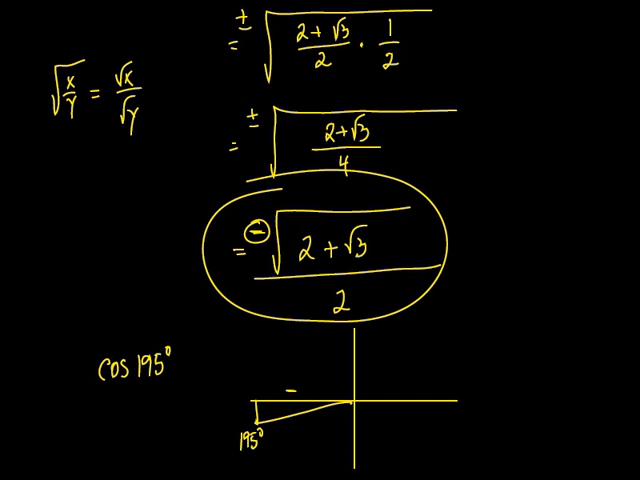 = ± √((2 + √3)/2 · 1/2)
√(x/y) = √x/√y
= ± √((2 + √3)/4)
= − √(2 + √3)/2
cos 195°
−
195°